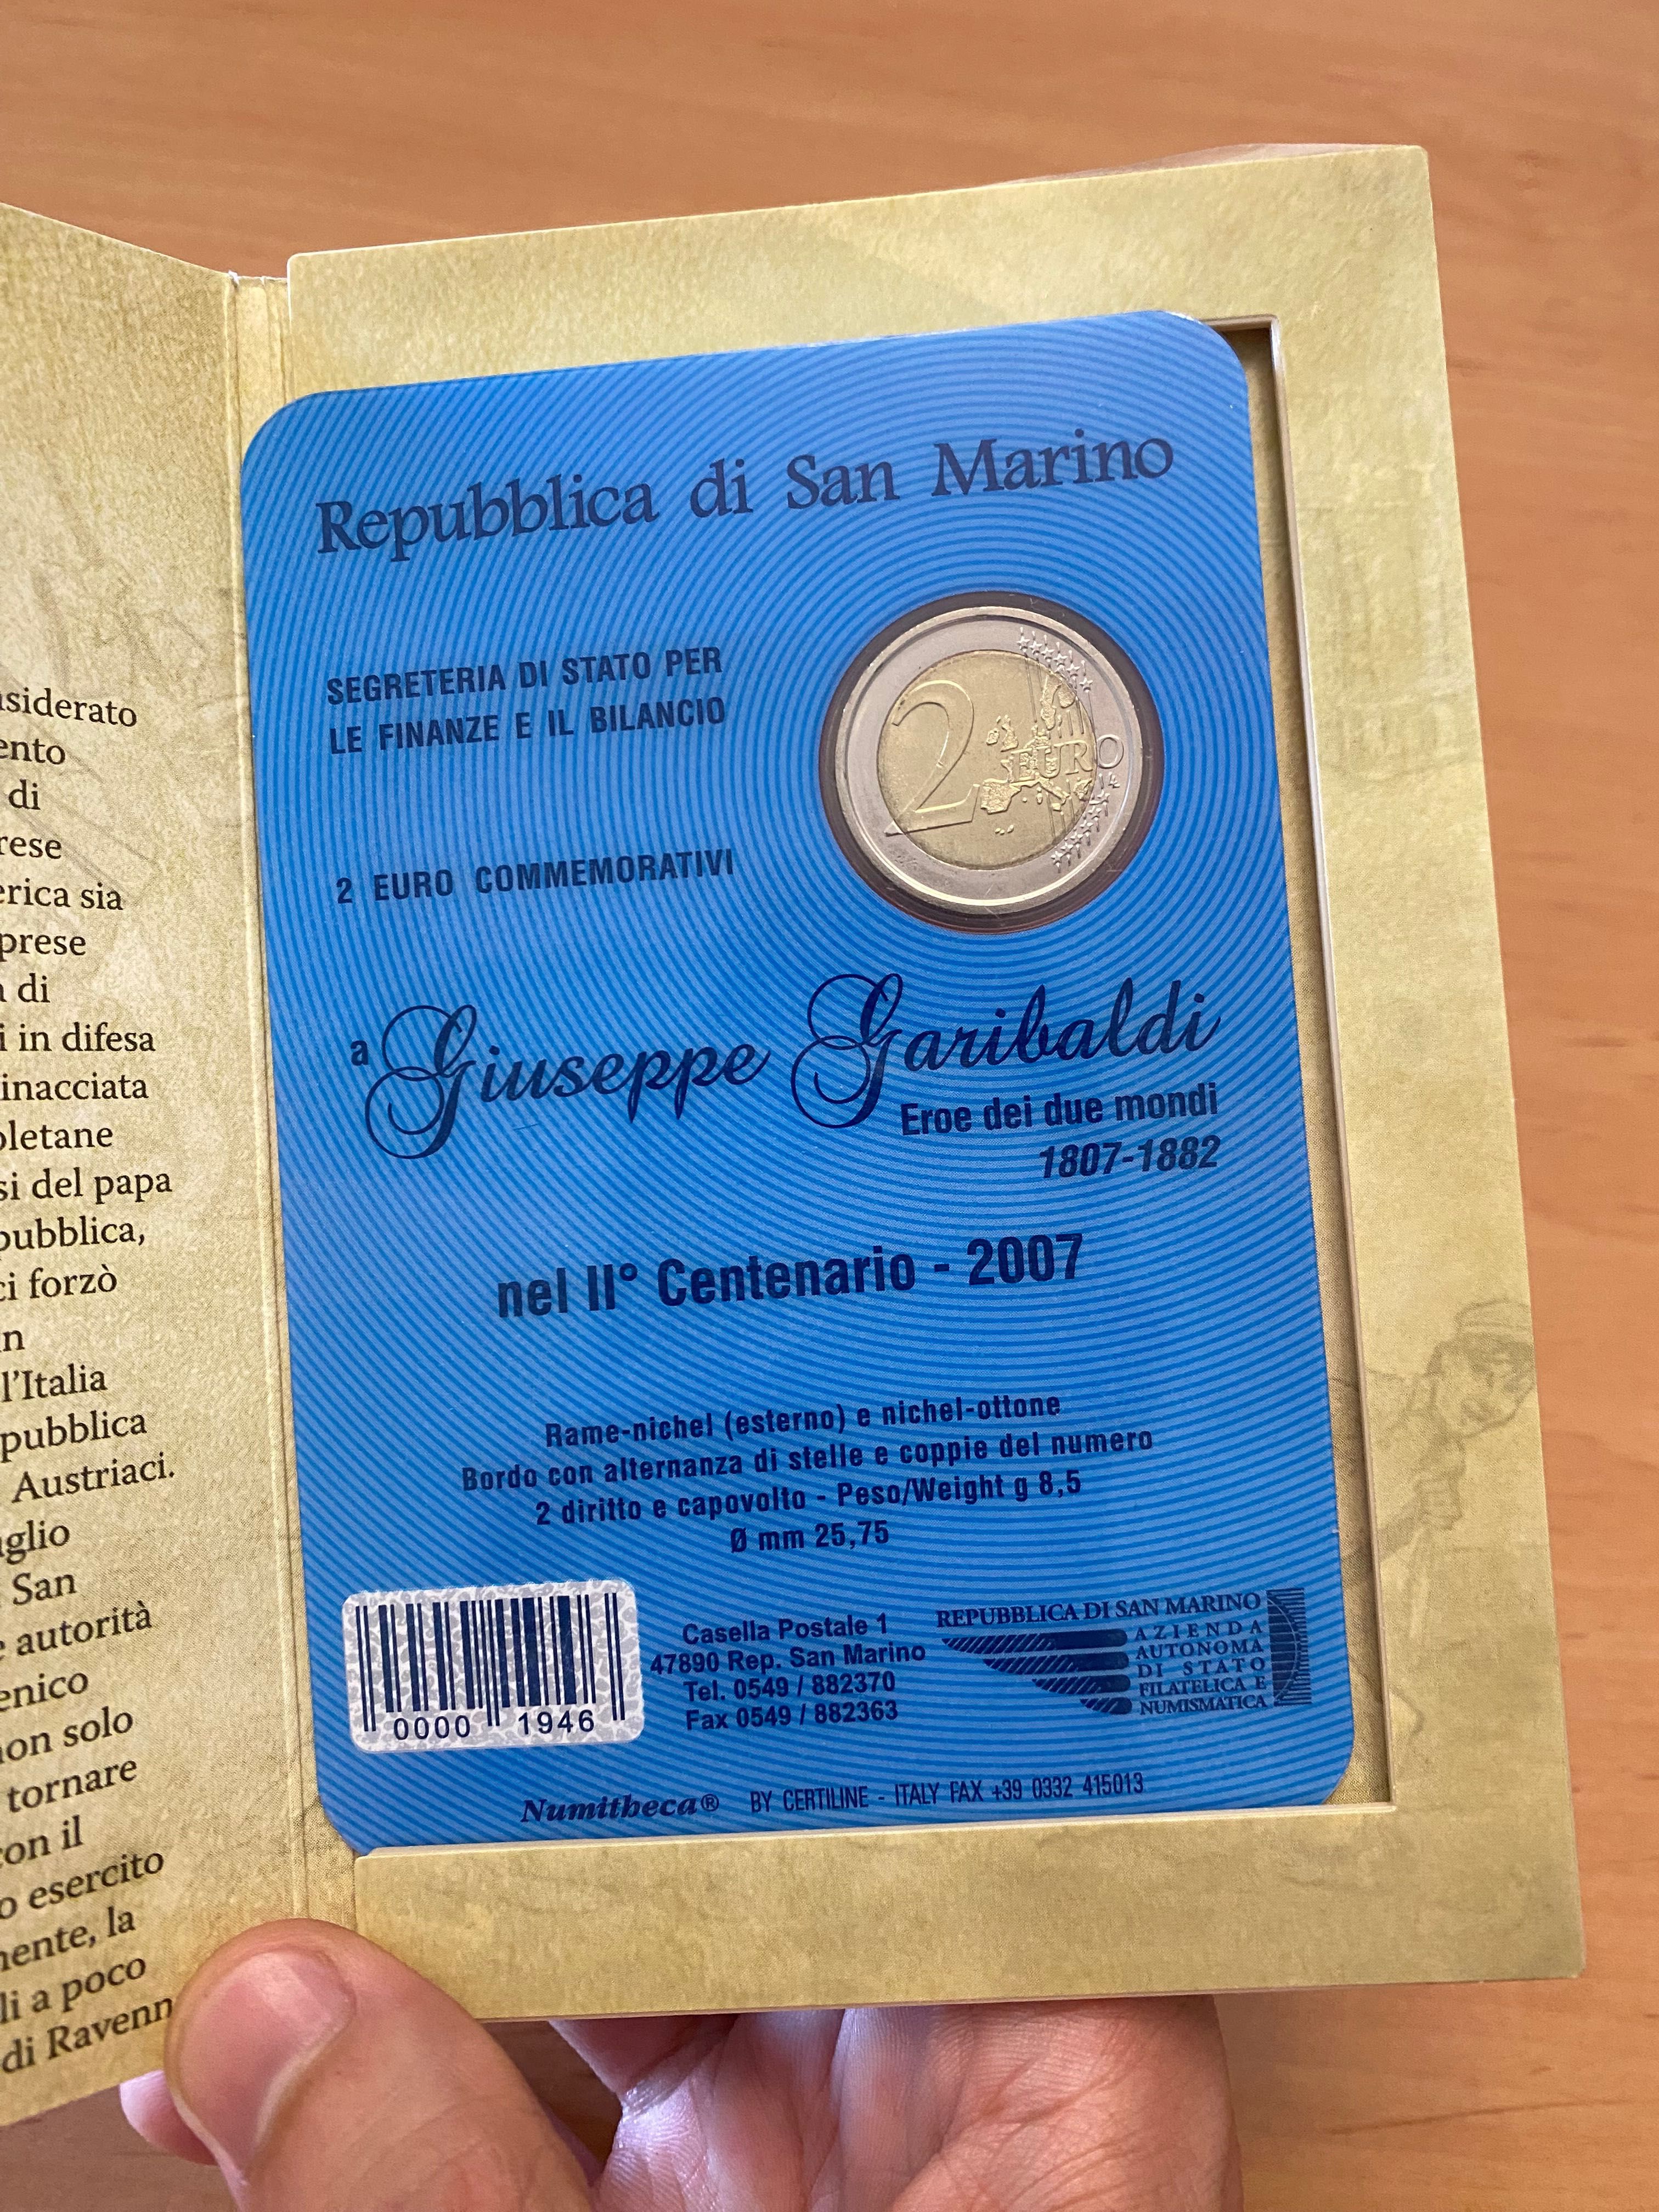 siderato
ento
di
rese
erica sia
prese
a di
i in difesa
inacciata
oletane
si del papa
pubblica,
ci forzò
n
l'Italia
pubblica
Austriaci.
glio
San
e autorità
enico
non solo
tornare
con il
o esercito
mente, la
li a poco
di Ravenn
Repubblica di San Marino
SEGRETERIA DI STATO PER
LE FINANZE E IL BILANCIO
2 EURO
2 EURO COMMEMORATIVI
a Giuseppe Garibaldi
Eroe dei due mondi
1807-1882
nel II° Centenario - 2007
Rame-nichel (esterno) e nichel-ottone
Bordo con alternanza di stelle e coppie del numero
2 diritto e capovolto - Peso/Weight g 8,5
Ø mm 25,75
0000 1946
Casella Postale 1
47890 Rep. San Marino
Tel. 0549 / 882370
Fax 0549 / 882363
REPUBBLICA DI SAN MARINO
AZIENDA
AUTONOMA
DI STATO
FILATELICA E
NUMISMATICA
Numitheca® BY CERTILINE - ITALY FAX +39 0332 415013